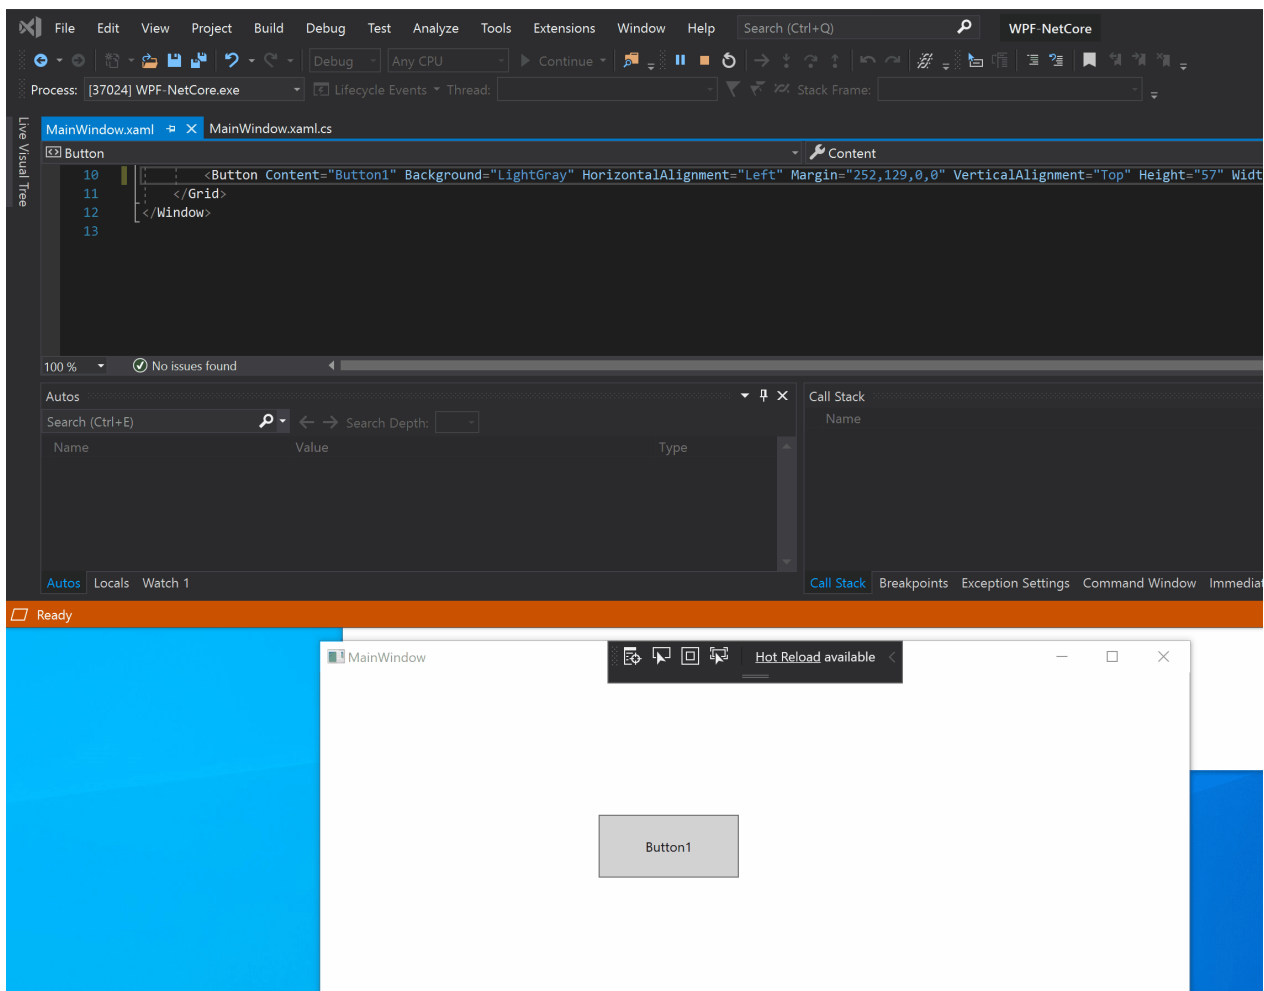 File Edit View Project Build Debug Test Analyze Tools Extensions Window Help Search (Ctrl+Q) WPF-NetCore
Debug Any CPU Continue
Process: [37024] WPF-NetCore.exe Lifecycle Events Thread: Stack Frame:
Live Visual Tree
MainWindow.xaml MainWindow.xaml.cs
Button Content
10 <Button Content="Button1" Background="LightGray" HorizontalAlignment="Left" Margin="252,129,0,0" VerticalAlignment="Top" Height="57" Widt
11 </Grid>
12 </Window>
13
100 % No issues found
Autos Call Stack
Search (Ctrl+E) Search Depth: Name
Name Value Type
Autos Locals Watch 1 Call Stack Breakpoints Exception Settings Command Window Immediat
Ready
MainWindow Hot Reload available
Button1